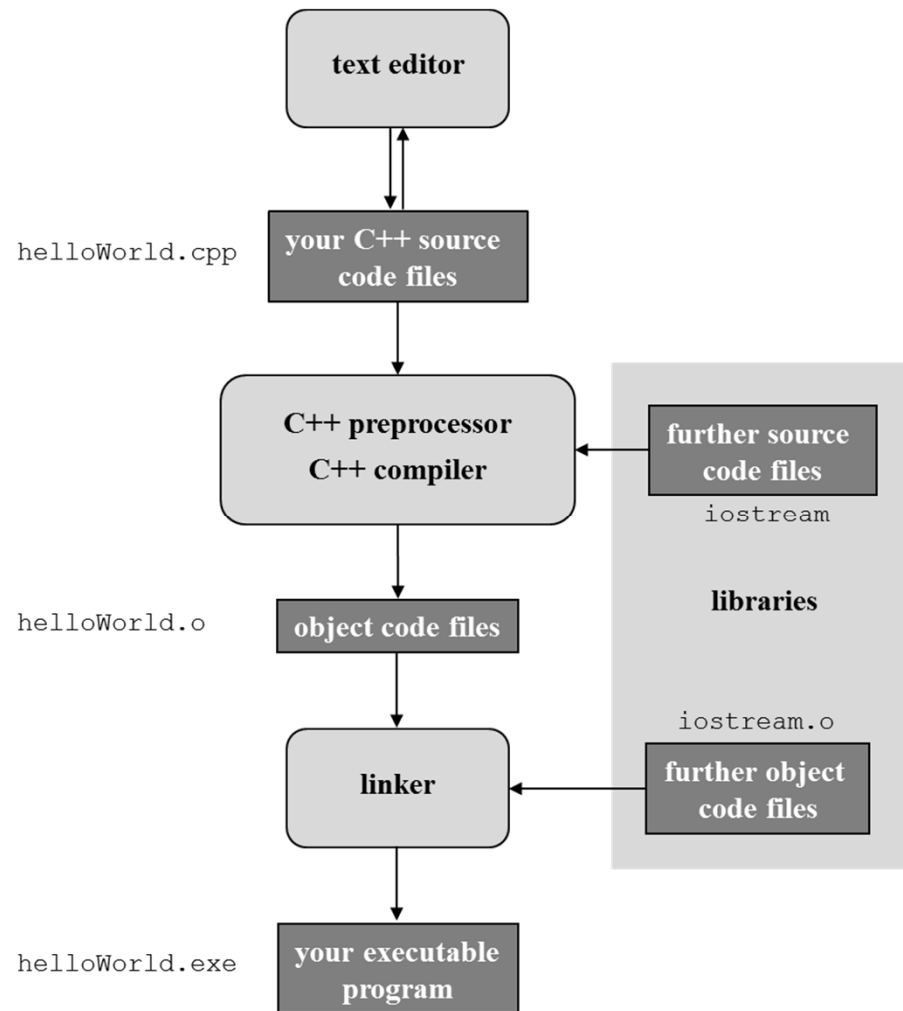 text editor
helloWorld.cpp
your C++ source
code files
C++ preprocessor
C++ compiler
further source
code files
iostream
libraries
helloWorld.o
object code files
iostream.o
linker
further object
code files
helloWorld.exe
your executable
program